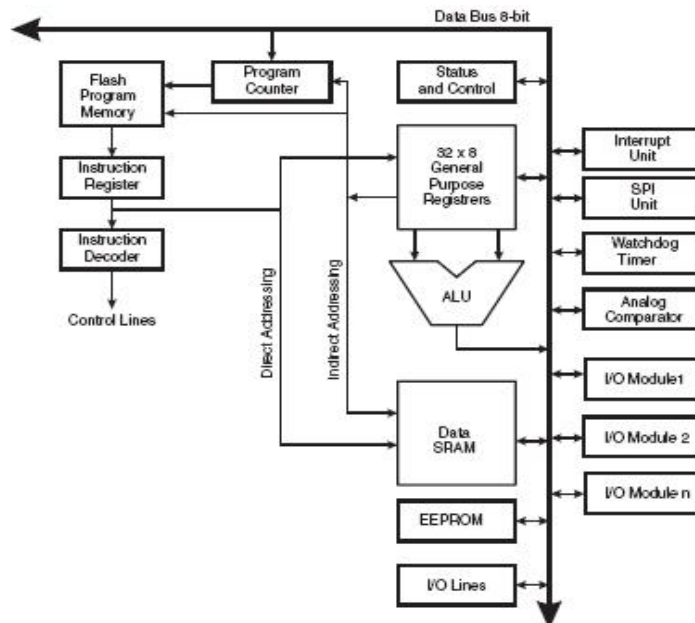 Data Bus 8-bit
Flash
Program
Memory
Program
Counter
Status
and Control
Instruction
Register
32 x 8
General
Purpose
Registrers
Interrupt
Unit
SPI
Unit
Instruction
Decoder
Watchdog
Timer
ALU
Analog
Comparator
Control Lines
Direct Addressing
Indirect Addressing
I/O Module1
Data
SRAM
I/O Module 2
I/O Module n
EEPROM
I/O Lines